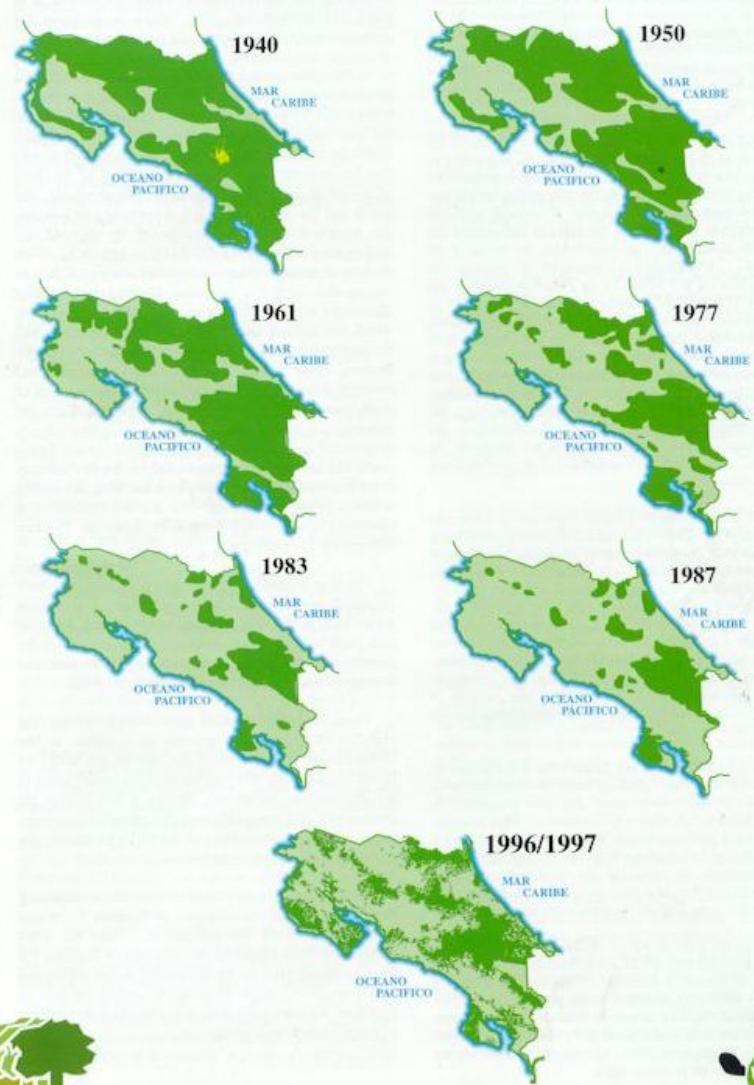 1940
MAR
CARIBE
OCEANO
PACIFICO
1950
MAR
CARIBE
OCEANO
PACIFICO
1961
MAR
CARIBE
OCEANO
PACIFICO
1977
MAR
CARIBE
OCEANO
PACIFICO
1983
MAR
CARIBE
OCEANO
PACIFICO
1987
MAR
CARIBE
OCEANO
PACIFICO
1996/1997
MAR
CARIBE
OCEANO
PACIFICO